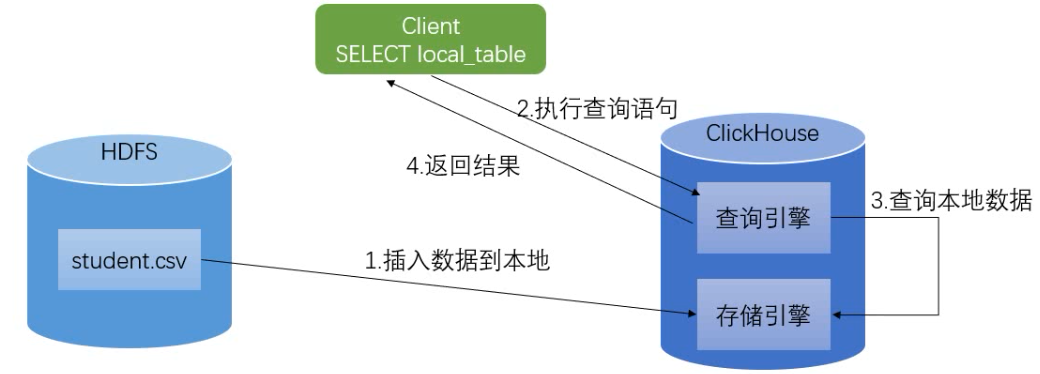 Client
SELECT local_table
2.执行查询语句
ClickHouse
HDFS
4.返回结果
3.查询本地数据
查询引擎
student.csv
1.插入数据到本地
存储引擎